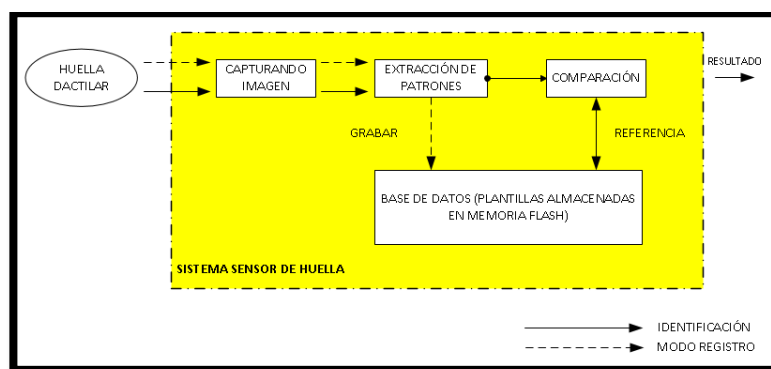 HUELLA
DACTILAR
CAPTURANDO
IMAGEN
EXTRACCIÓN DE
PATRONES
COMPARACIÓN
RESULTADO
GRABAR
REFERENCIA
BASE DE DATOS (PLANTILLAS ALMACENADAS
EN MEMORIA FLASH)
SISTEMA SENSOR DE HUELLA
IDENTIFICACIÓN
MODO REGISTRO